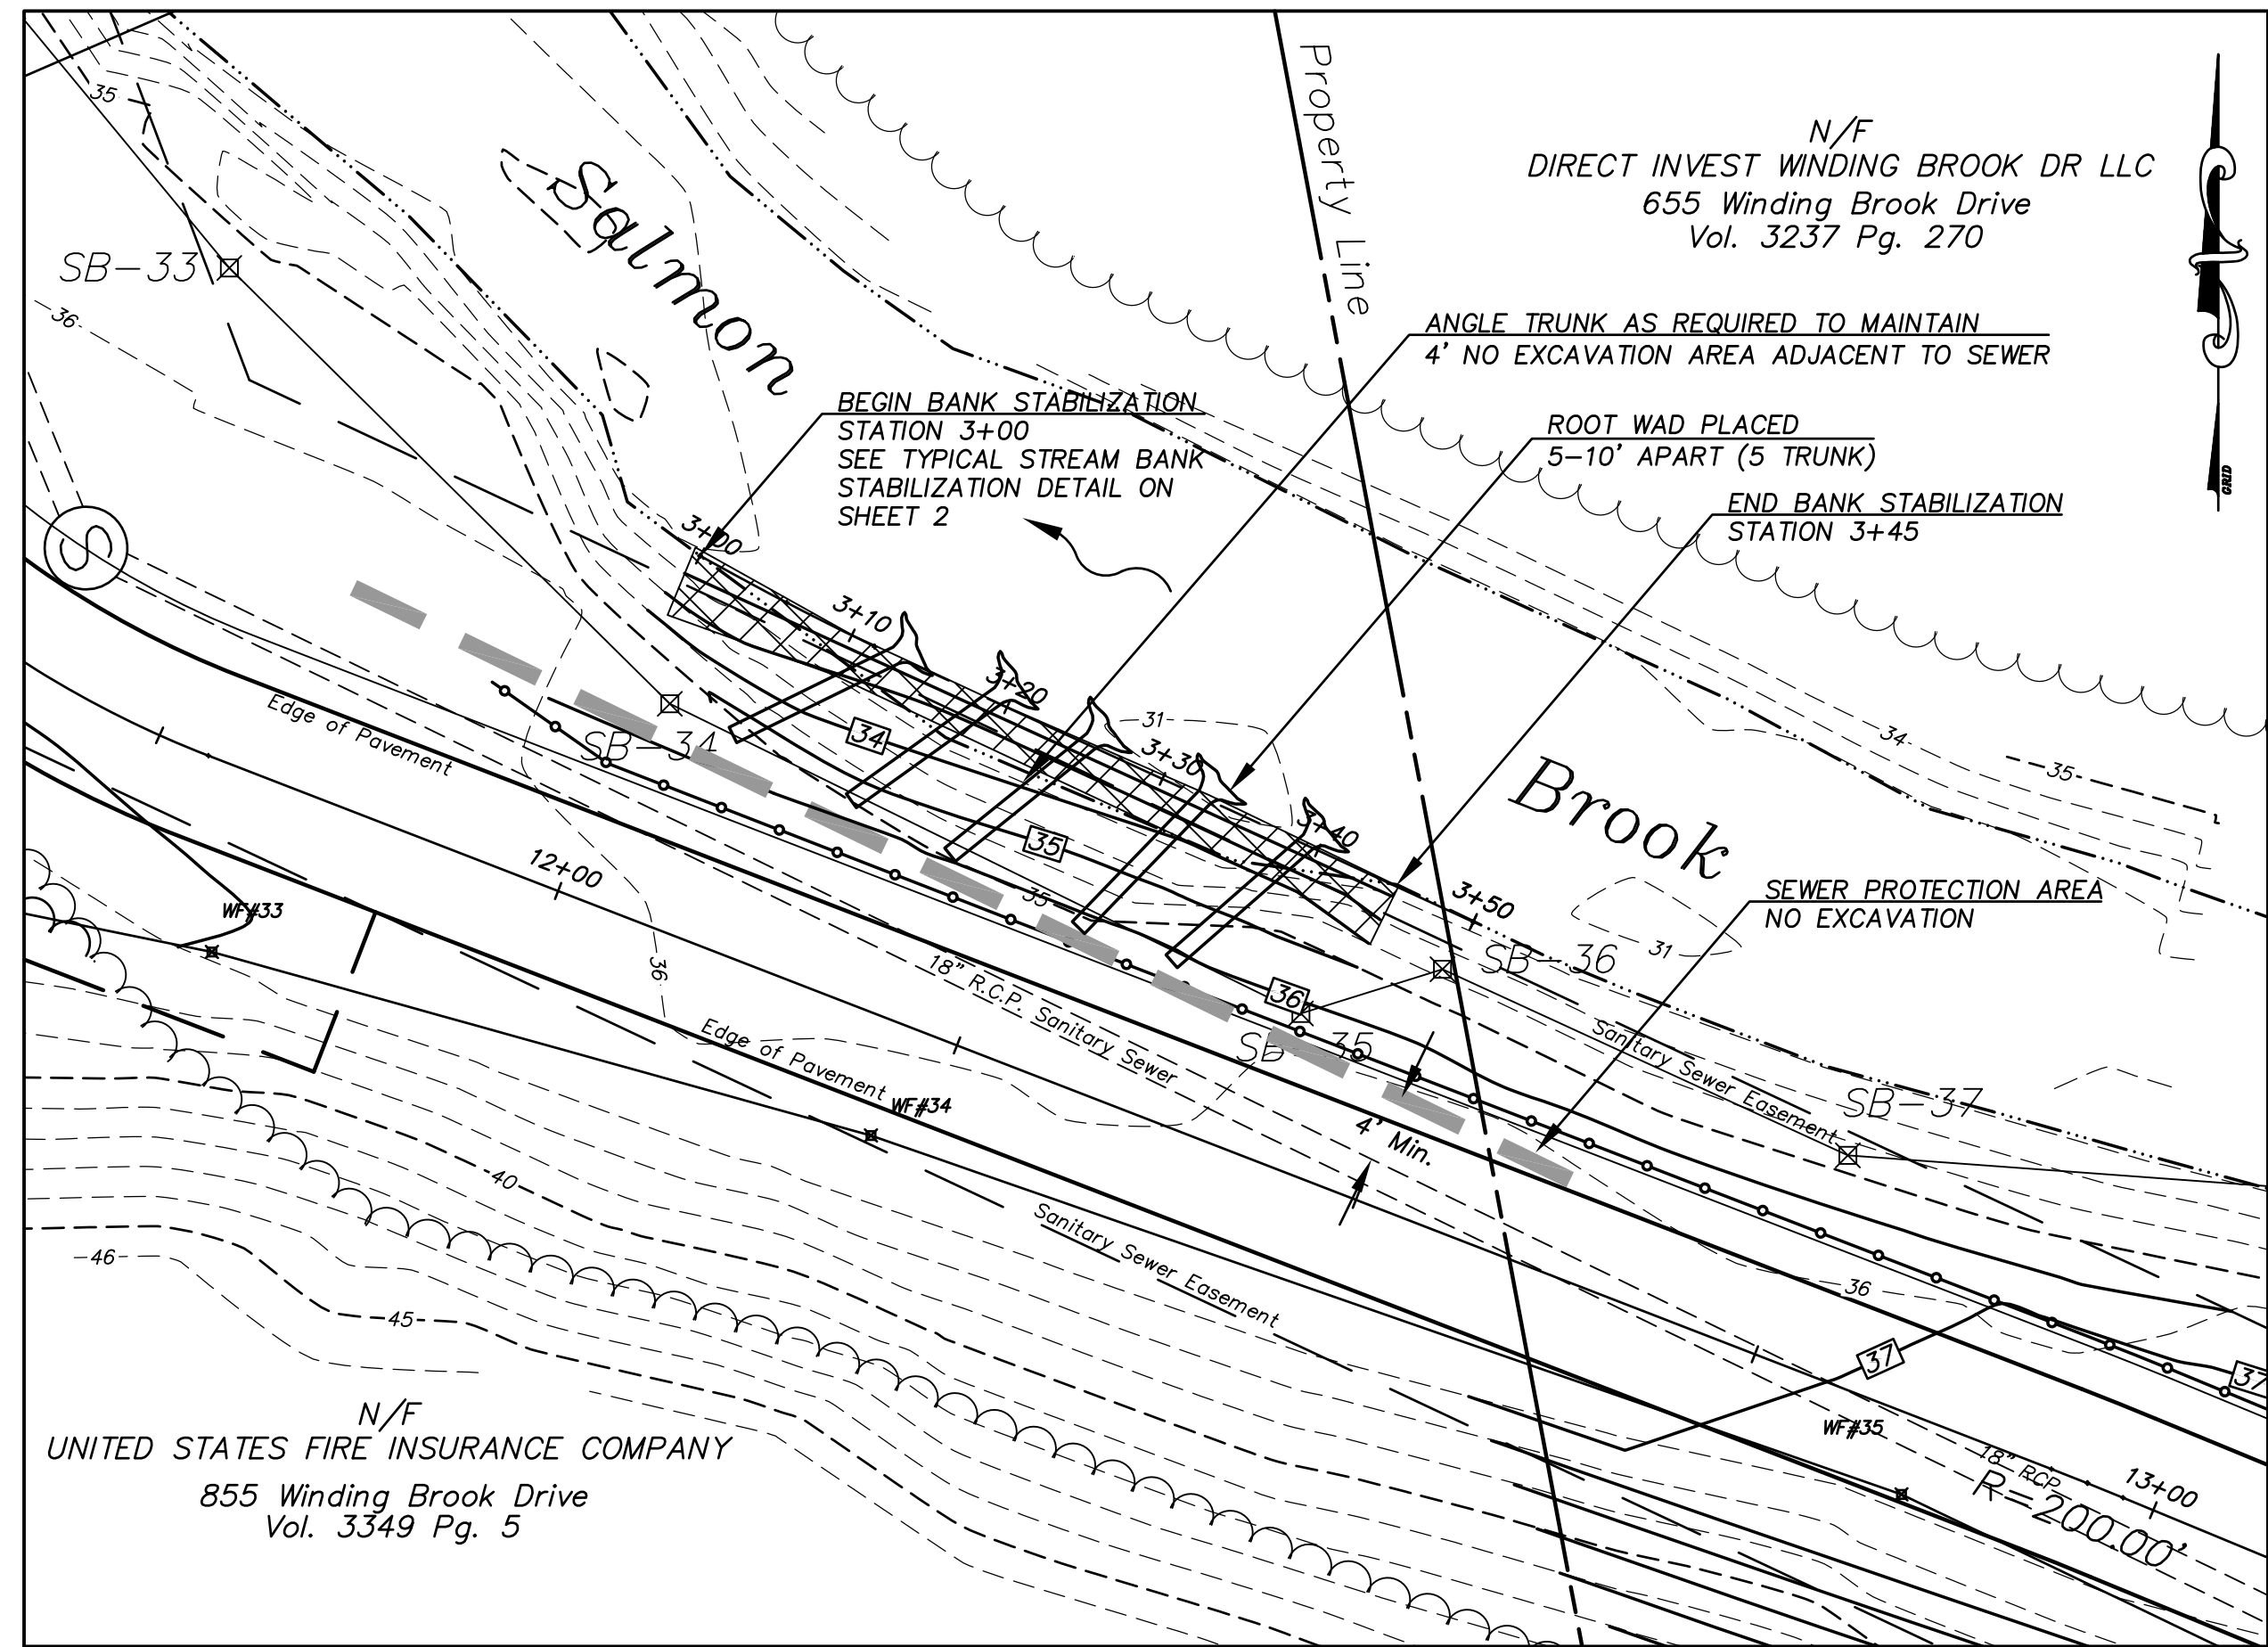 Property Line
N/F
DIRECT INVEST WINDING BROOK DR LLC
655 Winding Brook Drive
Vol. 3237 Pg. 270
GRID
35
SB-33
36
Salmon
ANGLE TRUNK AS REQUIRED TO MAINTAIN
4' NO EXCAVATION AREA ADJACENT TO SEWER
BEGIN BANK STABILIZATION
STATION 3+00
SEE TYPICAL STREAM BANK
STABILIZATION DETAIL ON
SHEET 2
ROOT WAD PLACED
5-10' APART (5 TRUNK)
END BANK STABILIZATION
STATION 3+45
S
3+00
3+10
3+20
3+30
3+40
3+50
31
34
35
Edge of Pavement
SB-34
34
35
35
36
Brook
31
SEWER PROTECTION AREA
NO EXCAVATION
12+00
WF#33
36
18" R.C.P. Sanitary Sewer
SB-36
SB-35
Sanitary Sewer Easement
SB-37
Edge of Pavement
WF#34
4' Min.
40
Sanitary Sewer Easement
46
45
36
37
37
N/F
UNITED STATES FIRE INSURANCE COMPANY
855 Winding Brook Drive
Vol. 3349 Pg. 5
WF#35
18" RCP
13+00
R=200.00'